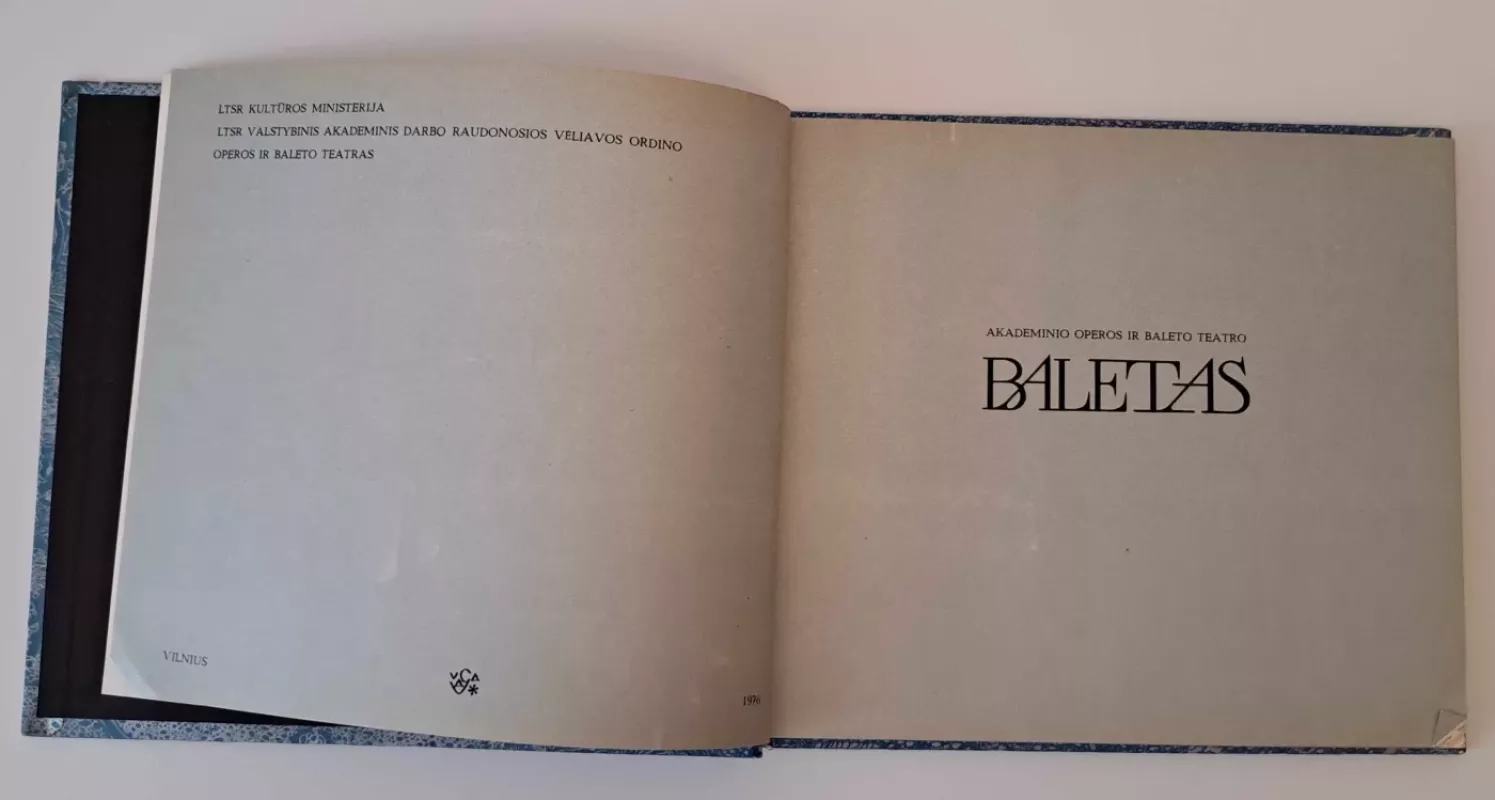 LTSR KULTŪROS MINISTERIJA
LTSR VALSTYBINIS AKADEMINIS DARBO RAUDONOSIOS VĖLIAVOS ORDINO
OPEROS IR BALETO TEATRAS
VILNIUS
1976
AKADEMINIO OPEROS IR BALETO TEATRO
BALETAS